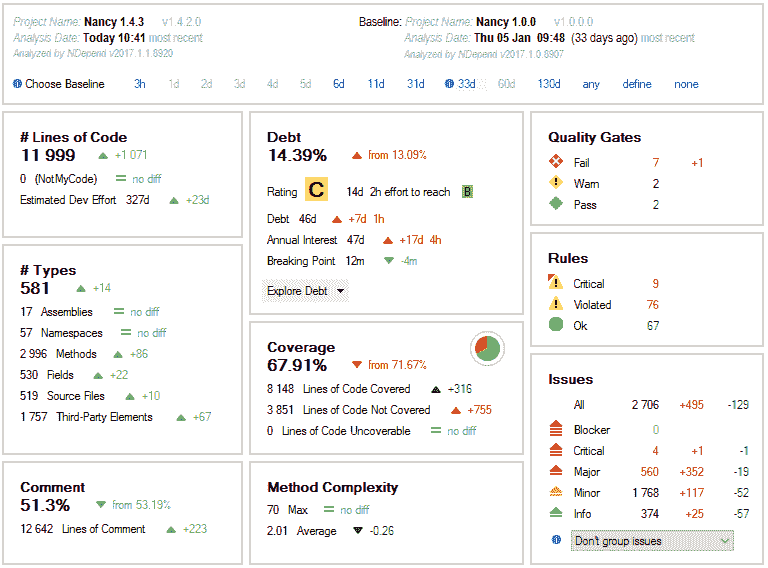 Project Name: Nancy 1.4.3 v1.4.2.0
Analysis Date: Today 10:41 most recent
Analyzed by NDepend v2017.1.1.8920
Baseline: Project Name: Nancy 1.0.0 v1.0.0.0
Analysis Date: Thu 05 Jan 09:48 (33 days ago) most recent
Analyzed by NDepend v2017.1.0.8907
Choose Baseline 3h 1d 2d 3d 4d 5d 6d 11d 31d 33d 60d 130d any define none
# Lines of Code
11 999 +1 071
0 (NotMyCode) no diff
Estimated Dev Effort 327d +23d
# Types
581 +14
17 Assemblies no diff
57 Namespaces no diff
2 996 Methods +86
530 Fields +22
519 Source Files +10
1 757 Third-Party Elements +67
Comment
51.3% from 53.19%
12 642 Lines of Comment +223
Debt
14.39% from 13.09%
Rating C 14d 2h effort to reach B
Debt 46d +7d 1h
Annual Interest 47d +17d 4h
Breaking Point 12m -4m
Explore Debt
Coverage
67.91% from 71.67%
8 148 Lines of Code Covered +316
3 851 Lines of Code Not Covered +755
0 Lines of Code Uncoverable no diff
Method Complexity
70 Max no diff
2.01 Average -0.26
Quality Gates
Fail 7 +1
Warn 2
Pass 2
Rules
Critical 9
Violated 76
Ok 67
Issues
All 2 706 +495 -129
Blocker 0
Critical 4 +1 -1
Major 560 +352 -19
Minor 1 768 +117 -52
Info 374 +25 -57
Don't group issues